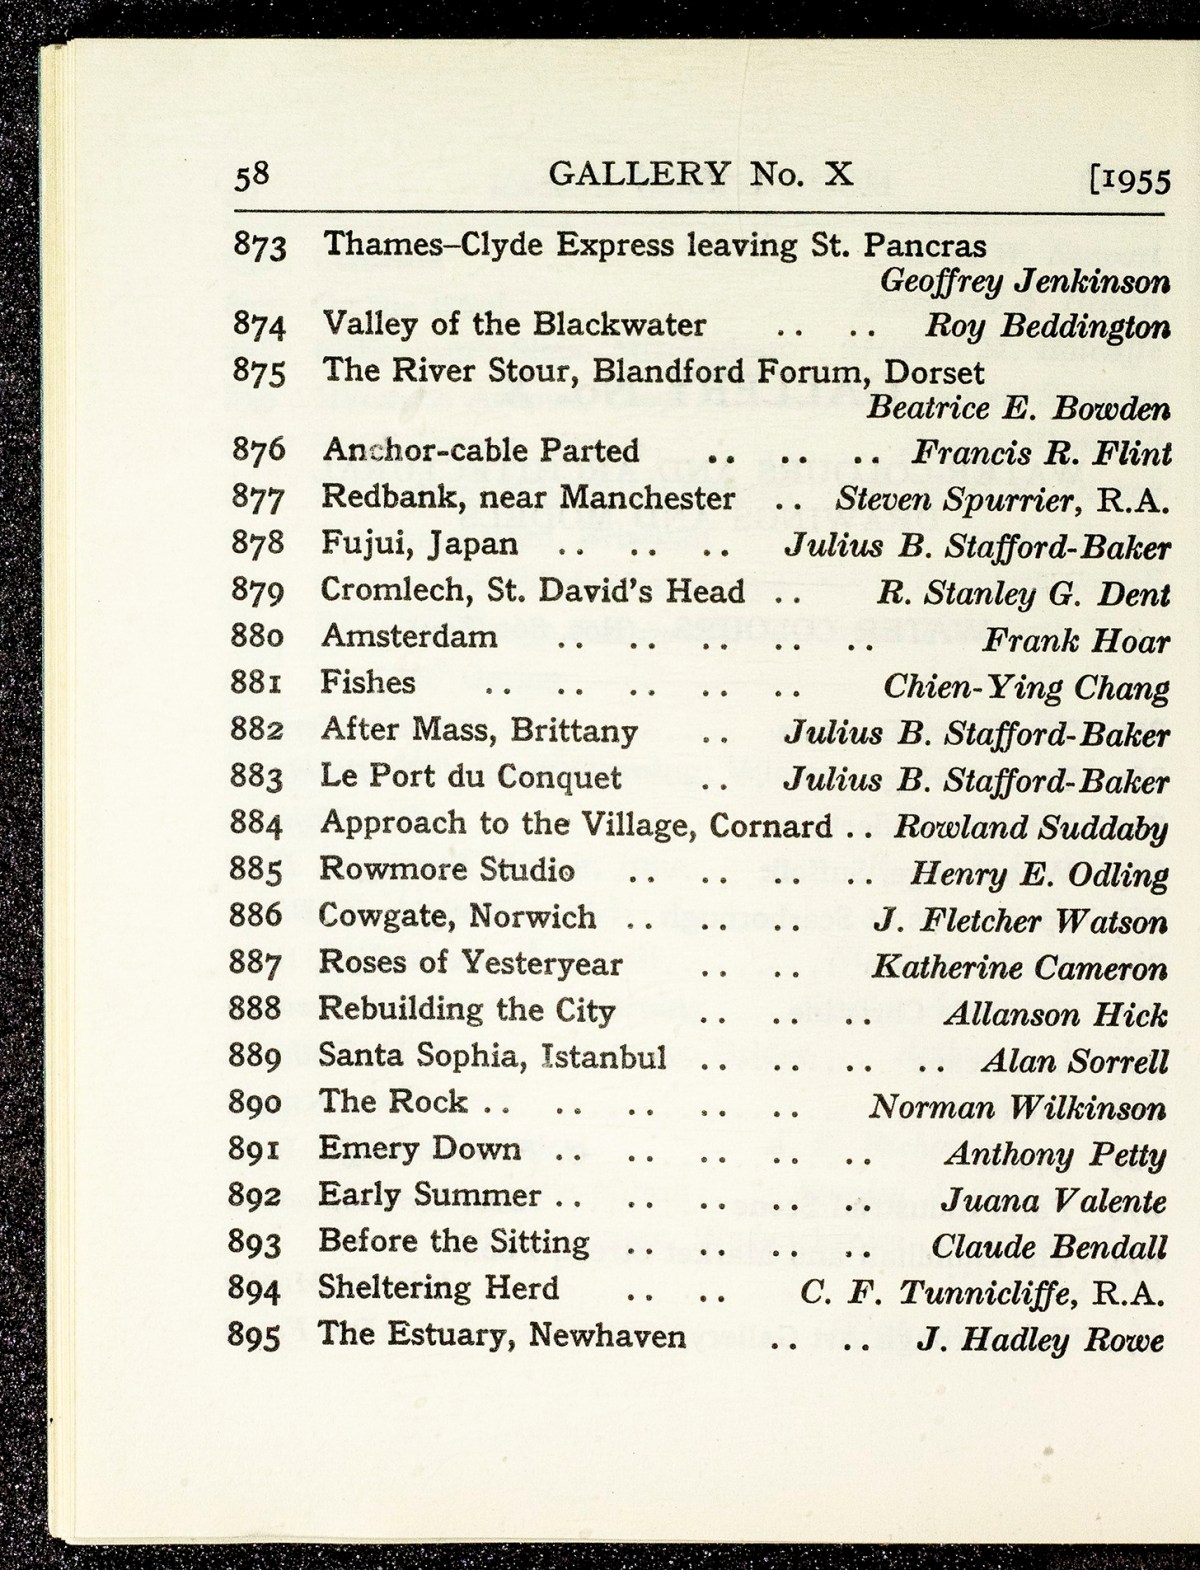 58 GALLERY No. X [1955
873 Thames–Clyde Express leaving St. Pancras
Geoffrey Jenkinson
874 Valley of the Blackwater .. .. Roy Beddington
875 The River Stour, Blandford Forum, Dorset
Beatrice E. Bowden
876 Anchor-cable Parted .. .. .. Francis R. Flint
877 Redbank, near Manchester .. Steven Spurrier, R.A.
878 Fujui, Japan .. .. .. Julius B. Stafford-Baker
879 Cromlech, St. David's Head .. R. Stanley G. Dent
880 Amsterdam .. .. .. .. .. Frank Hoar
881 Fishes .. .. .. .. .. Chien-Ying Chang
882 After Mass, Brittany .. Julius B. Stafford-Baker
883 Le Port du Conquet .. Julius B. Stafford-Baker
884 Approach to the Village, Cornard .. Rowland Suddaby
885 Rowmore Studio .. .. .. .. Henry E. Odling
886 Cowgate, Norwich .. .. .. J. Fletcher Watson
887 Roses of Yesteryear .. .. Katherine Cameron
888 Rebuilding the City .. .. .. Allanson Hick
889 Santa Sophia, Istanbul .. .. .. .. Alan Sorrell
890 The Rock .. .. .. .. .. Norman Wilkinson
891 Emery Down .. .. .. .. .. Anthony Petty
892 Early Summer .. .. .. .. .. Juana Valente
893 Before the Sitting .. .. .. .. Claude Bendall
894 Sheltering Herd .. .. C. F. Tunnicliffe, R.A.
895 The Estuary, Newhaven .. .. J. Hadley Rowe